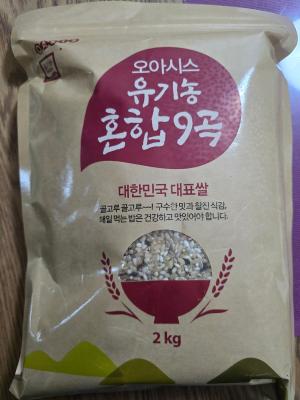 오아시스
유기농
혼합 9곡
대한민국 대표쌀
골고루 골고루~~! 구수한 맛과 찰진 식감,
매일 먹는 밥은 건강하고 맛있어야 합니다.
2 kg